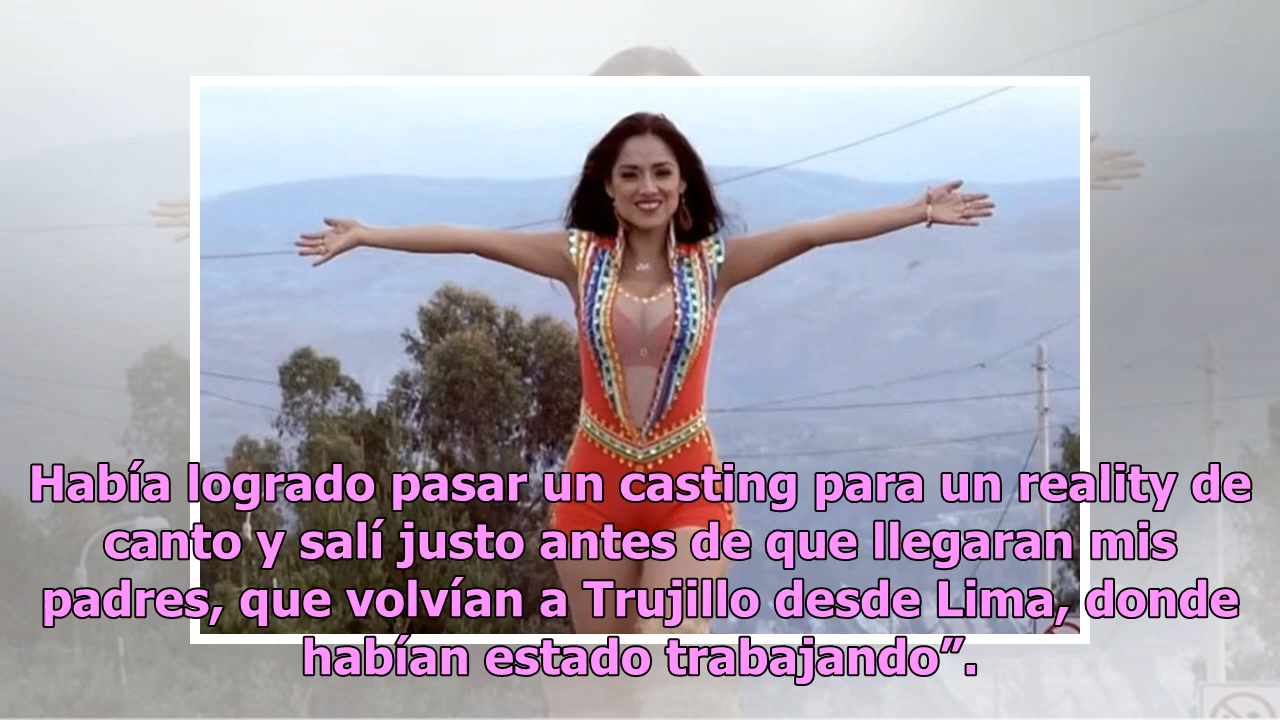 Había logrado pasar un casting para un reality de
canto y salí justo antes de que llegaran mis
padres, que volvían a Trujillo desde Lima, donde
habían estado trabajando”.